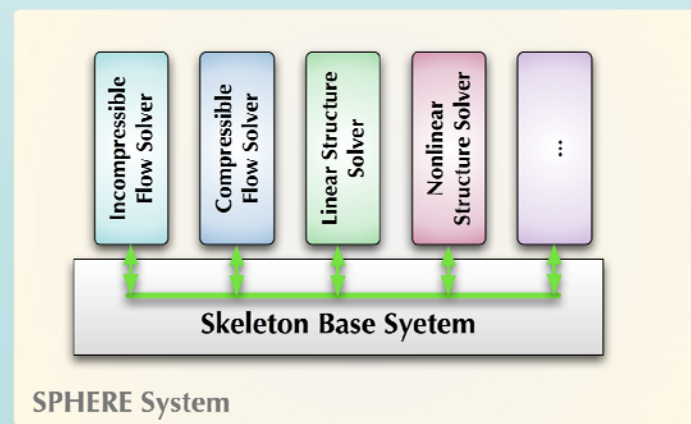 Incompressible
Flow Solver
Compressible
Flow Solver
Linear Structure
Solver
Nonlinear
Structure Solver
...
Skeleton Base Syetem
SPHERE System